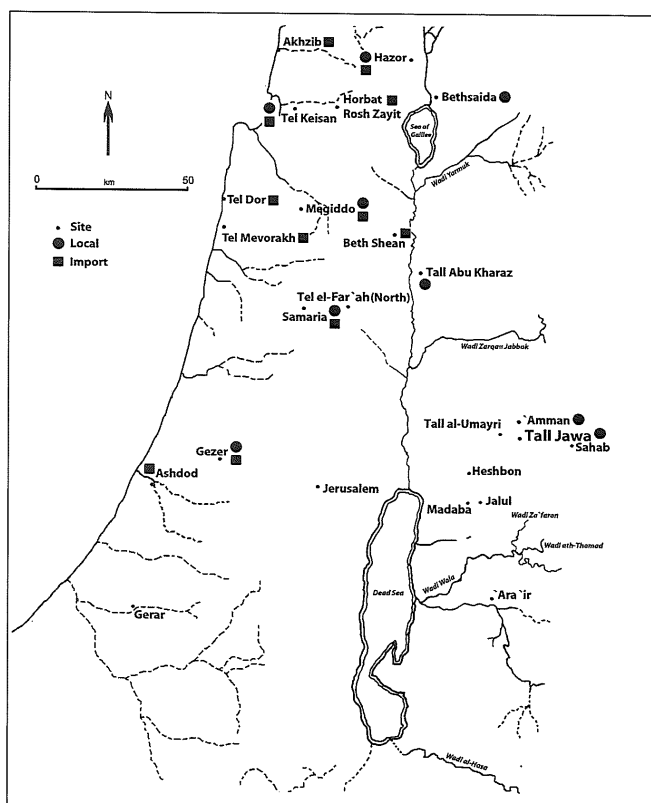 Akhzib
Hazor
N
Bethsaida
Horbat
Rosh Zayit
Tel Keisan
Sea of
Galilee
0 50
km
Wadi Yarmuk
Tel Dor
Megiddo
Site
Local
Import
Tel Mevorakh
Beth Shean
Tall Abu Kharaz
Tel el-Far`ah (North)
Samaria
Wadi Zarqan Jabbok
`Amman
Tall al-Umayri
Tall Jawa
Sahab
Gezer
Ashdod
Heshbon
Jerusalem
Madaba
Jalul
Wadi Za`faran
Wadi ath-Thamad
Wadi Wala
Dead Sea
`Ara`ir
Gerar
Wadi al-Hasa